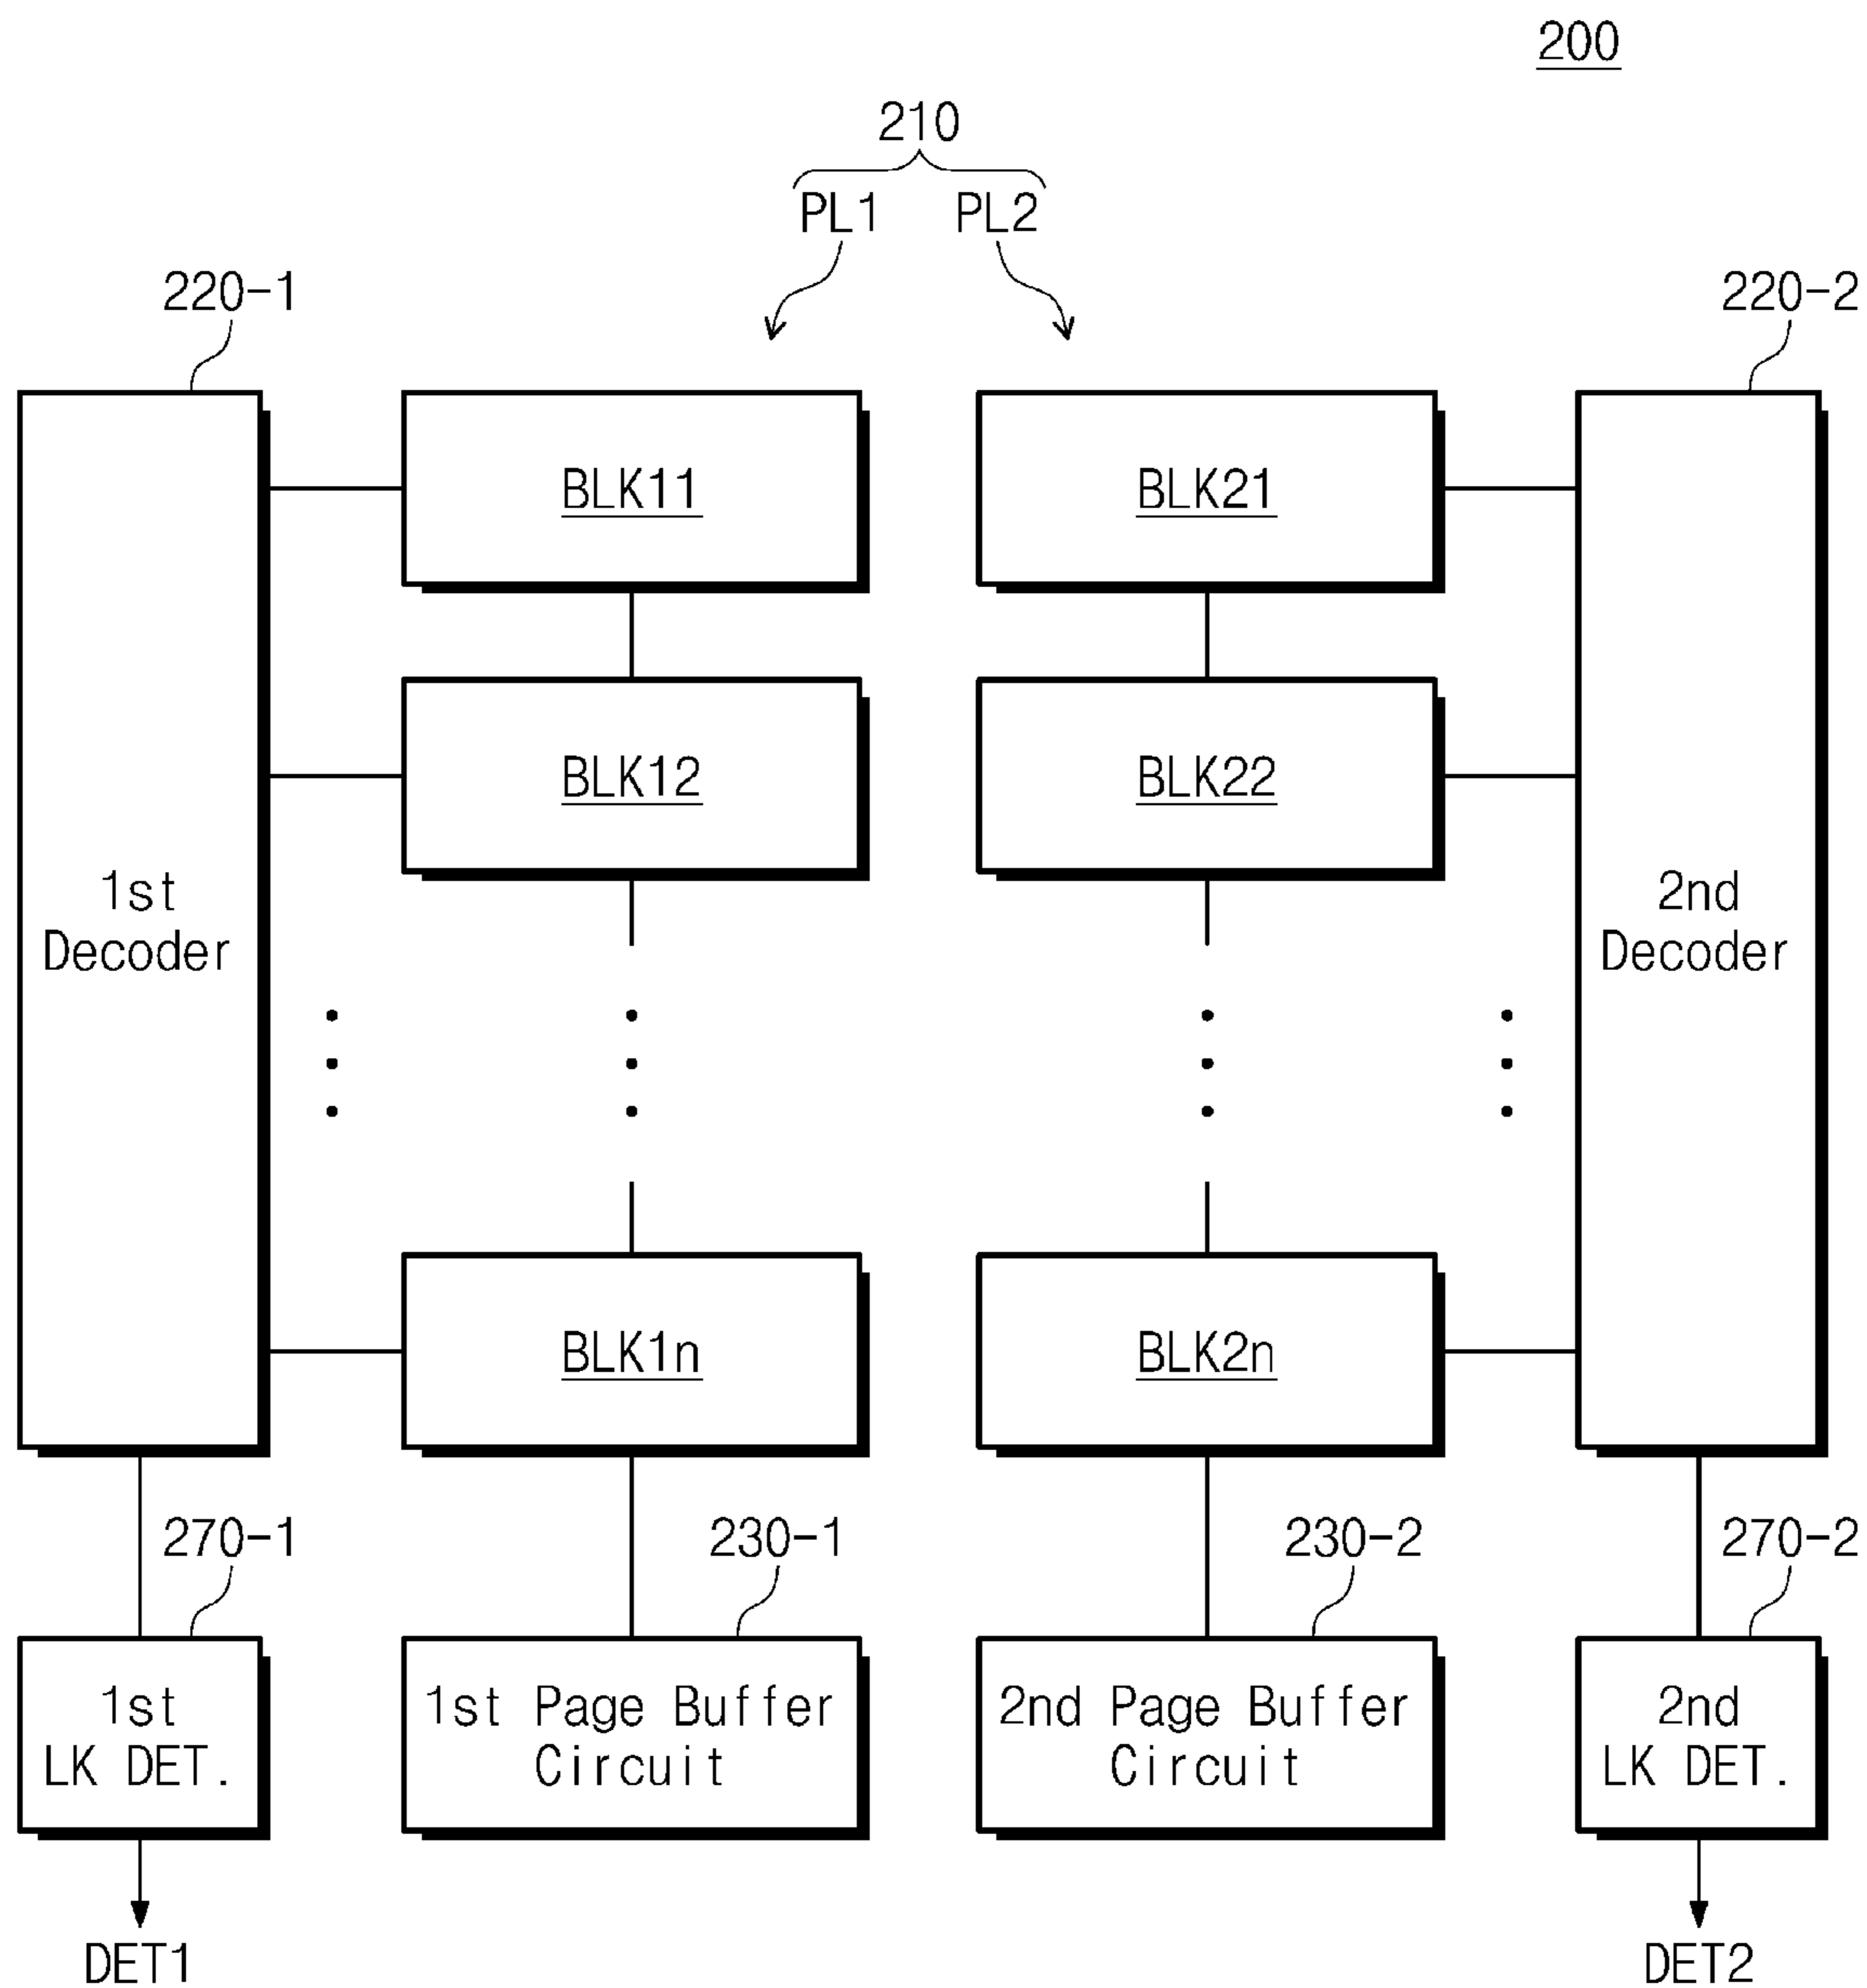 200
210
PL1 PL2
220-1
220-2
BLK11
BLK21
BLK12
BLK22
1st
Decoder
2nd
Decoder
BLK1n
BLK2n
270-1
230-1
230-2
270-2
1st
LK DET.
1st Page Buffer
Circuit
2nd Page Buffer
Circuit
2nd
LK DET.
DET1
DET2